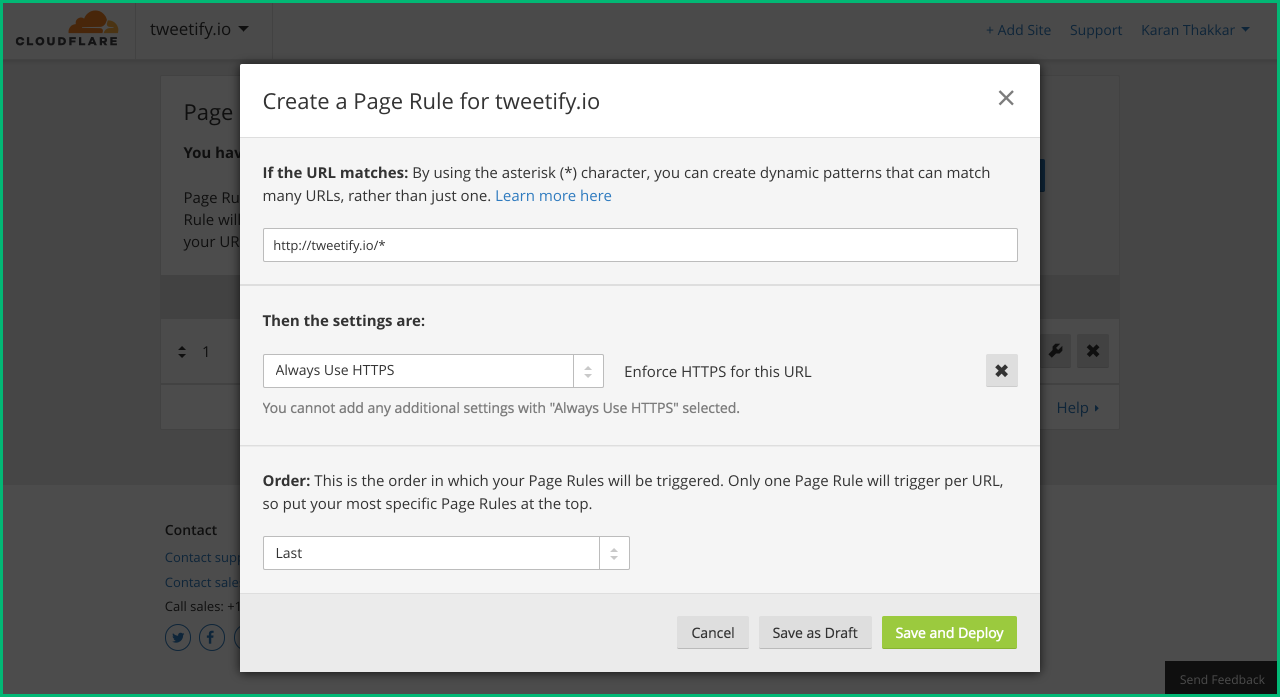 CLOUDFLARE
tweetify.io
+ Add Site
Support
Karan Thakkar
Page
You hav
Page Ru
Rule will
your UR
1
Help
Create a Page Rule for tweetify.io
If the URL matches: By using the asterisk (*) character, you can create dynamic patterns that can match
many URLs, rather than just one. Learn more here
http://tweetify.io/*
Then the settings are:
Always Use HTTPS
Enforce HTTPS for this URL
You cannot add any additional settings with "Always Use HTTPS" selected.
Order: This is the order in which your Page Rules will be triggered. Only one Page Rule will trigger per URL,
so put your most specific Page Rules at the top.
Last
Cancel
Save as Draft
Save and Deploy
Contact
Contact supp
Contact sale
Call sales: +1
Send Feedback